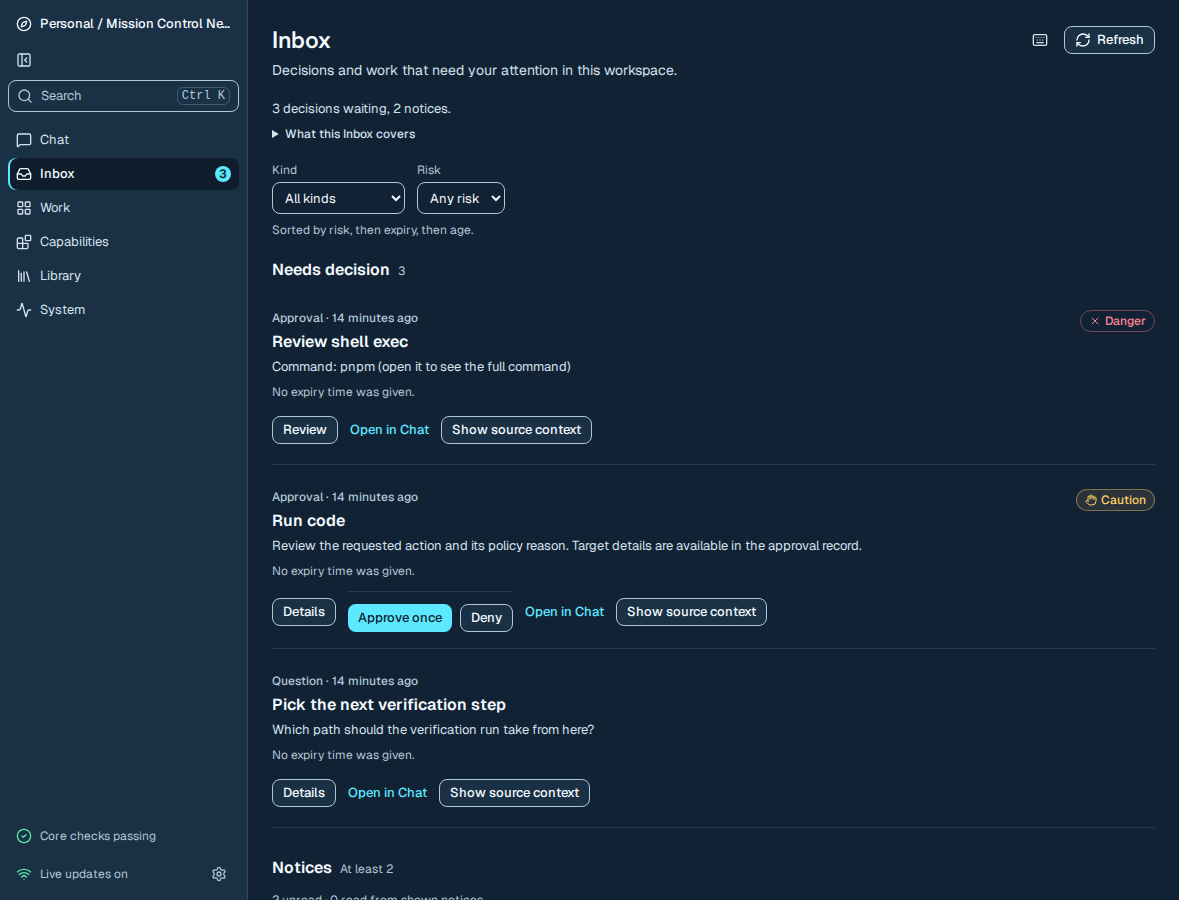 Personal / Mission Control Ne...
Search
Ctrl K
Chat
Inbox
3
Work
Capabilities
Library
System
Core checks passing
Live updates on
Inbox
Refresh
Decisions and work that need your attention in this workspace.
3 decisions waiting, 2 notices.
What this Inbox covers
Kind
Risk
All kinds
Any risk
Sorted by risk, then expiry, then age.
Needs decision 3
Approval · 14 minutes ago
Danger
Review shell exec
Command: pnpm (open it to see the full command)
No expiry time was given.
Review
Open in Chat
Show source context
Approval · 14 minutes ago
Caution
Run code
Review the requested action and its policy reason. Target details are available in the approval record.
No expiry time was given.
Details
Approve once
Deny
Open in Chat
Show source context
Question · 14 minutes ago
Pick the next verification step
Which path should the verification run take from here?
No expiry time was given.
Details
Open in Chat
Show source context
Notices At least 2
2 unread · 0 read from shown notices